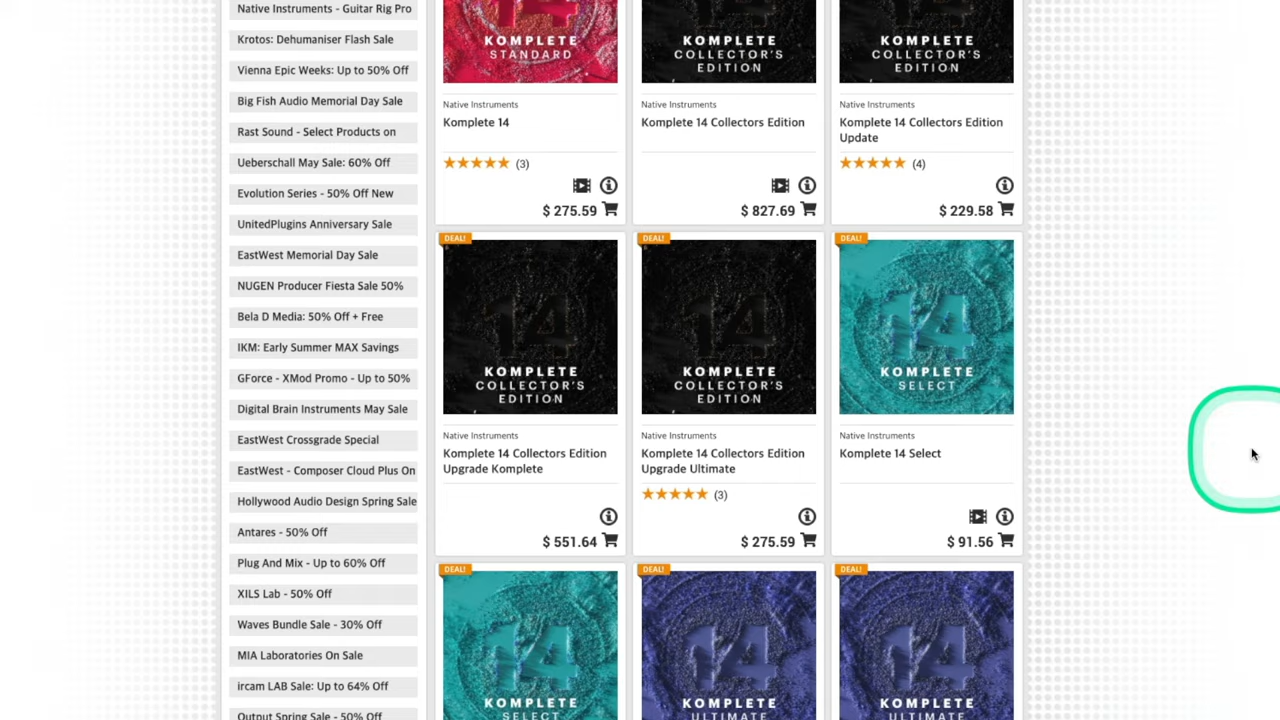 Native Instruments - Guitar Rig Pro
Krotos: Dehumaniser Flash Sale
Vienna Epic Weeks: Up to 50% Off
Big Fish Audio Memorial Day Sale
Rast Sound - Select Products on
Ueberschall May Sale: 60% Off
Evolution Series - 50% Off New
UnitedPlugins Anniversary Sale
EastWest Memorial Day Sale
NUGEN Producer Fiesta Sale 50%
Bela D Media: 50% Off + Free
IKM: Early Summer MAX Savings
GForce - XMod Promo - Up to 50%
Digital Brain Instruments May Sale
EastWest Crossgrade Special
EastWest - Composer Cloud Plus On
Hollywood Audio Design Spring Sale
Antares - 50% Off
Plug And Mix - Up to 60% Off
XILS Lab - 50% Off
Waves Bundle Sale - 30% Off
MIA Laboratories On Sale
ircam LAB Sale: Up to 64% Off
Output Spring Sale - 50% Off
14
KOMPLETE
STANDARD
Native Instruments
Komplete 14
(3)
$ 275.59
KOMPLETE
COLLECTOR'S
EDITION
Native Instruments
Komplete 14 Collectors Edition
$ 827.69
KOMPLETE
COLLECTOR'S
EDITION
Native Instruments
Komplete 14 Collectors Edition
Update
(4)
$ 229.58
DEAL!
14
KOMPLETE
COLLECTOR'S
EDITION
Native Instruments
Komplete 14 Collectors Edition
Upgrade Komplete
$ 551.64
DEAL!
14
KOMPLETE
COLLECTOR'S
EDITION
Native Instruments
Komplete 14 Collectors Edition
Upgrade Ultimate
(3)
$ 275.59
DEAL!
14
KOMPLETE
SELECT
Native Instruments
Komplete 14 Select
$ 91.56
DEAL!
14
KOMPLETE
SELECT
DEAL!
14
KOMPLETE
ULTIMATE
DEAL!
14
KOMPLETE
ULTIMATE